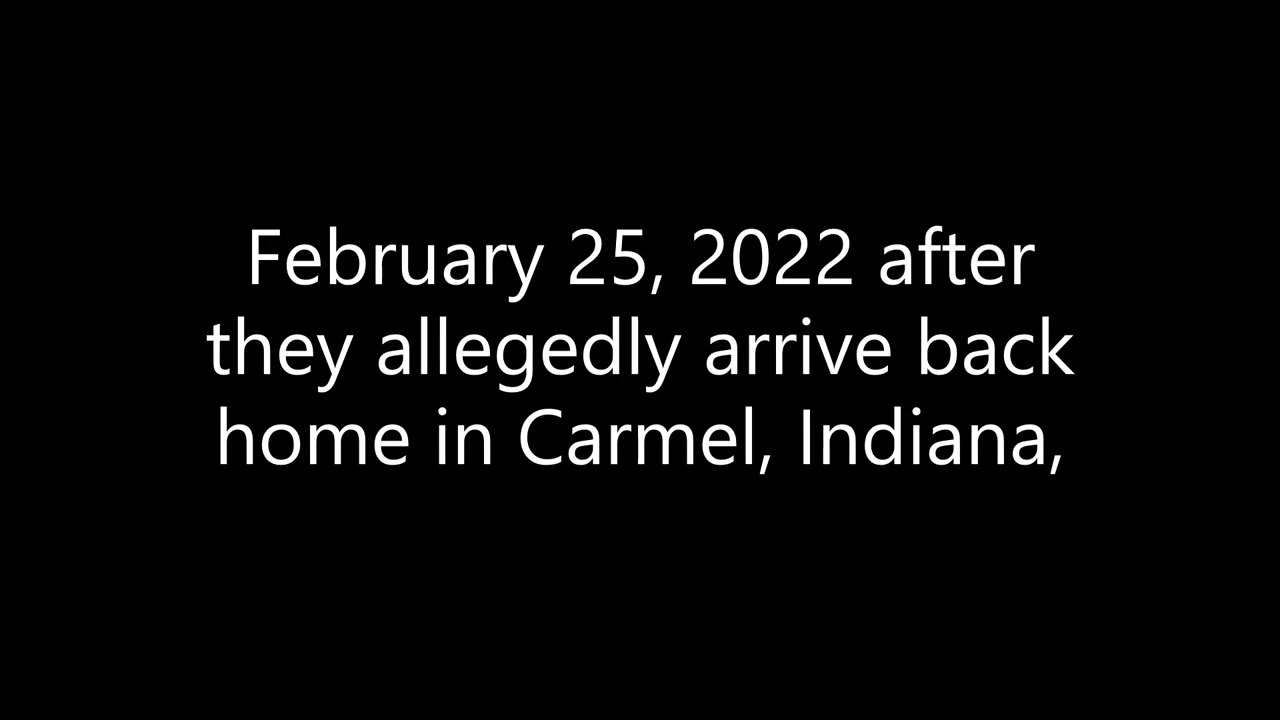 February 25, 2022 after
they allegedly arrive back
home in Carmel, Indiana,